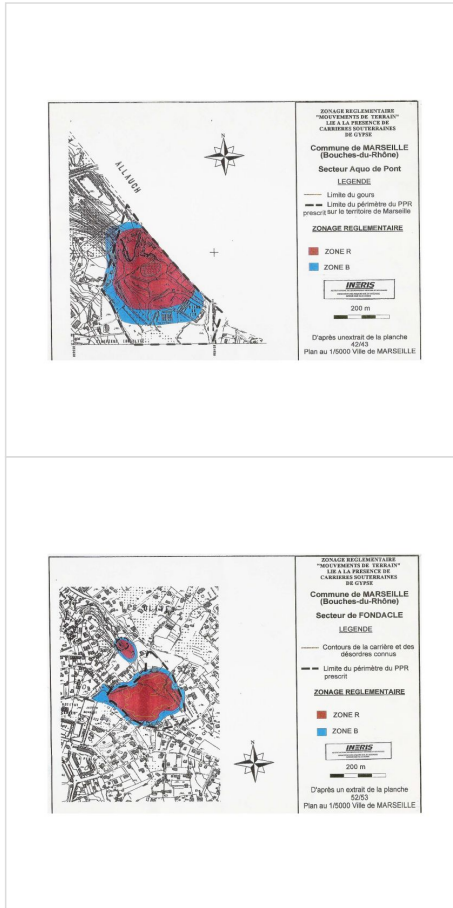 ZONAGE REGLEMENTAIRE
"MOUVEMENTS DE TERRAIN"
LIE A LA PRESENCE DE
CARRIERES SOUTERRAINES
DE GYPSE
Commune de MARSEILLE
(Bouches-du-Rhône)
Secteur Aquo de Pont
LEGENDE
Limite du gours
Limite du périmètre du PPR
prescrit sur le territoire de Marseille
ZONAGE REGLEMENTAIRE
ZONE R
ZONE B
INERIS
200 m
D'après unextrait de la planche
42/43
Plan au 1/5000 Ville de MARSEILLE
N
ALLAUCH
ZONAGE REGLEMENTAIRE
"MOUVEMENTS DE TERRAIN"
LIE A LA PRESENCE DE
CARRIERES SOUTERRAINES
DE GYPSE
Commune de MARSEILLE
(Bouches-du-Rhône)
Secteur de FONDACLE
LEGENDE
Contours de la carrière et des
désordres connus
Limite du périmètre du PPR
prescrit
ZONAGE REGLEMENTAIRE
ZONE R
ZONE B
INERIS
200 m
D'après un extrait de la planche
52/53
Plan au 1/5000 Ville de MARSEILLE
N